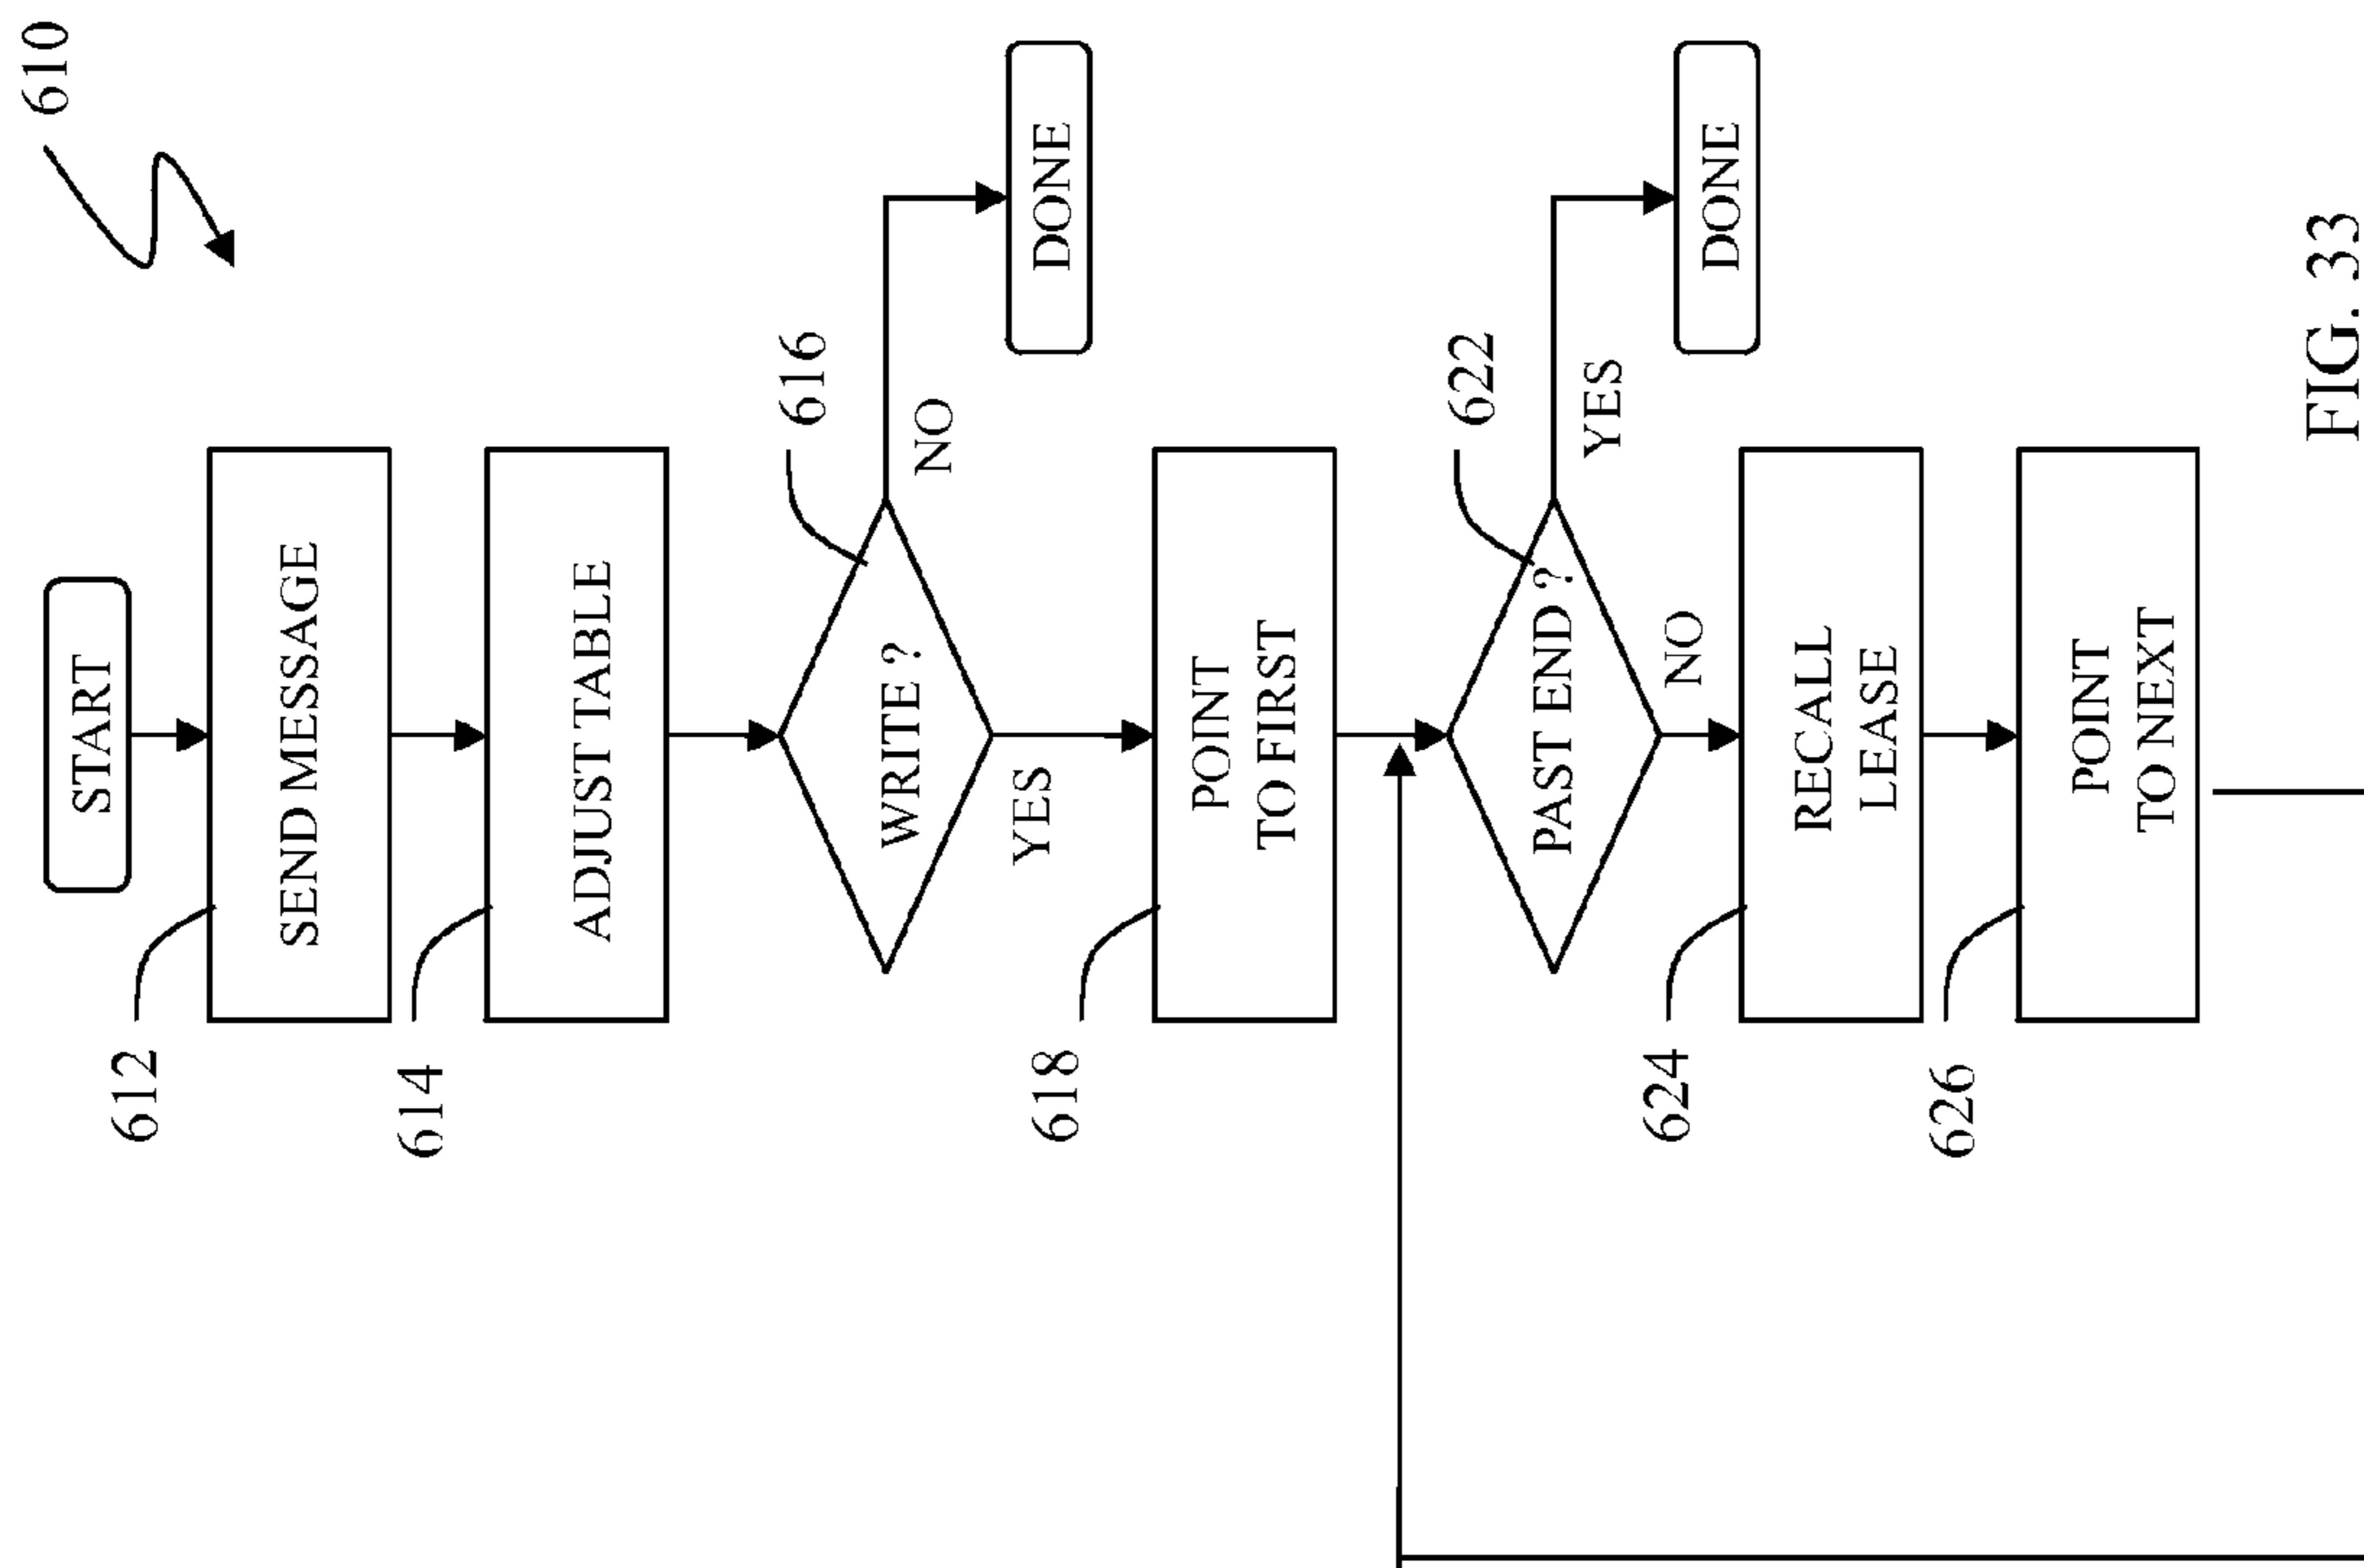 610
START
612
SEND MESSAGE
614
ADJUST TABLE
616
WRITE ?
NO
DONE
YES
618
POINT
TO FIRST
622
PAST END ?
YES
DONE
NO
624
RECALL
LEASE
626
POINT
TO NEXT
FIG. 33